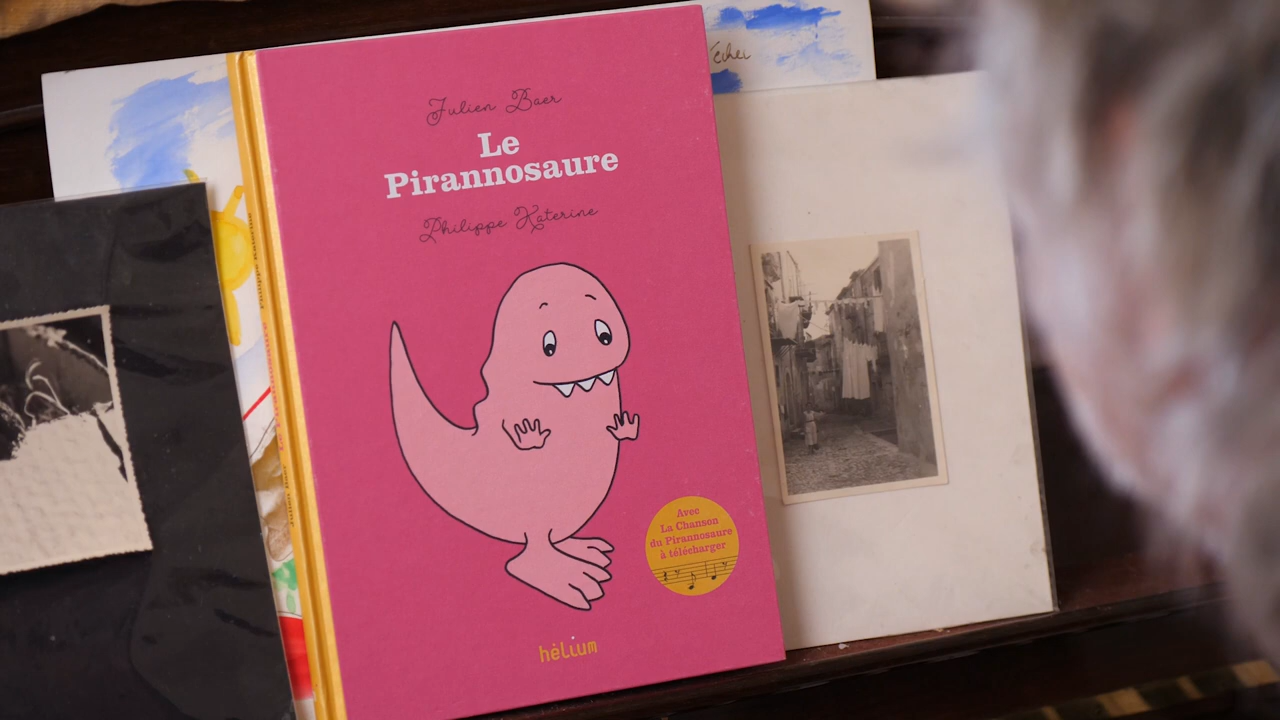 Julien Baer
Le
Pirannosaure
Philippe Katerine
Avec
La Chanson
du Pirannosaure
à télécharger
hélium